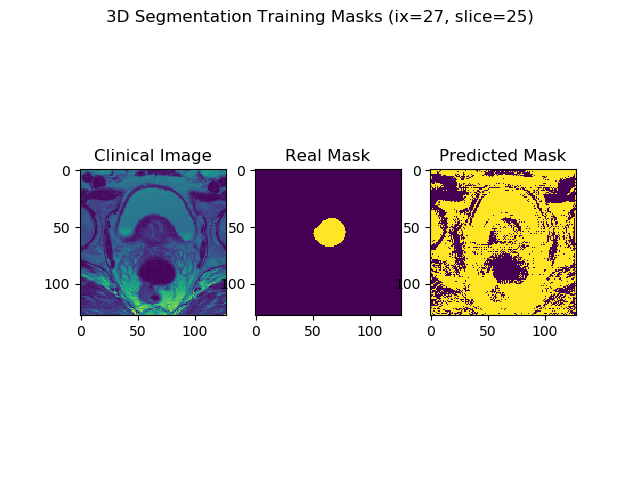 3D Segmentation Training Masks (ix=27, slice=25)
Clinical Image Real Mask Predicted Mask
0 0 0
50 50 50
100 100 100
0 100 0 50 100 0 50 100